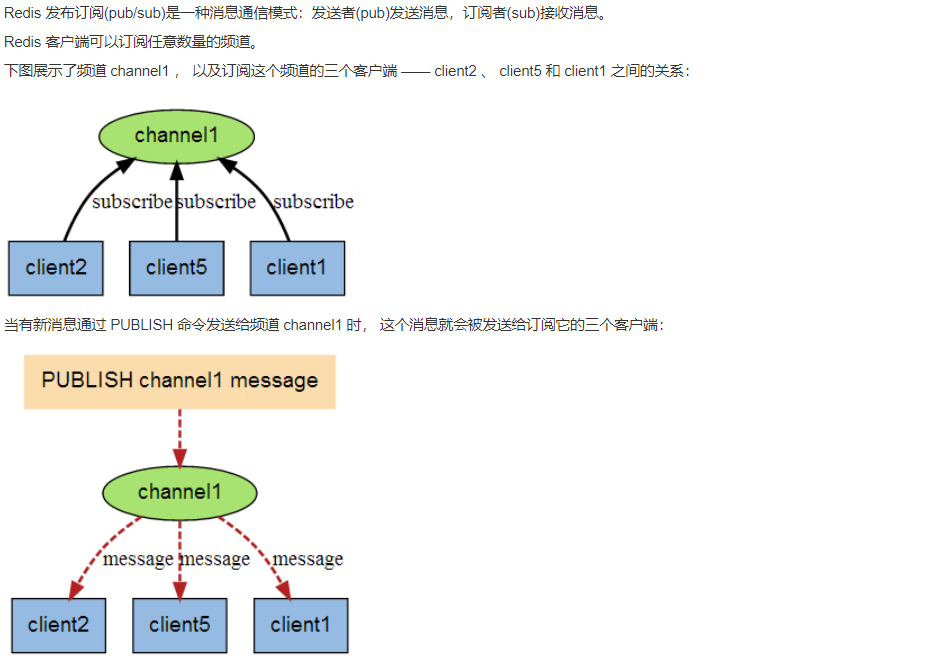 Redis 发布订阅(pub/sub)是一种消息通信模式：发送者(pub)发送消息，订阅者(sub)接收消息。
Redis 客户端可以订阅任意数量的频道。
下图展示了频道 channel1 ， 以及订阅这个频道的三个客户端 —— client2 、 client5 和 client1 之间的关系：
channel1
subscribe subscribe subscribe
client2 client5 client1
当有新消息通过 PUBLISH 命令发送给频道 channel1 时， 这个消息就会被发送给订阅它的三个客户端：
PUBLISH channel1 message
channel1
message message message
client2 client5 client1